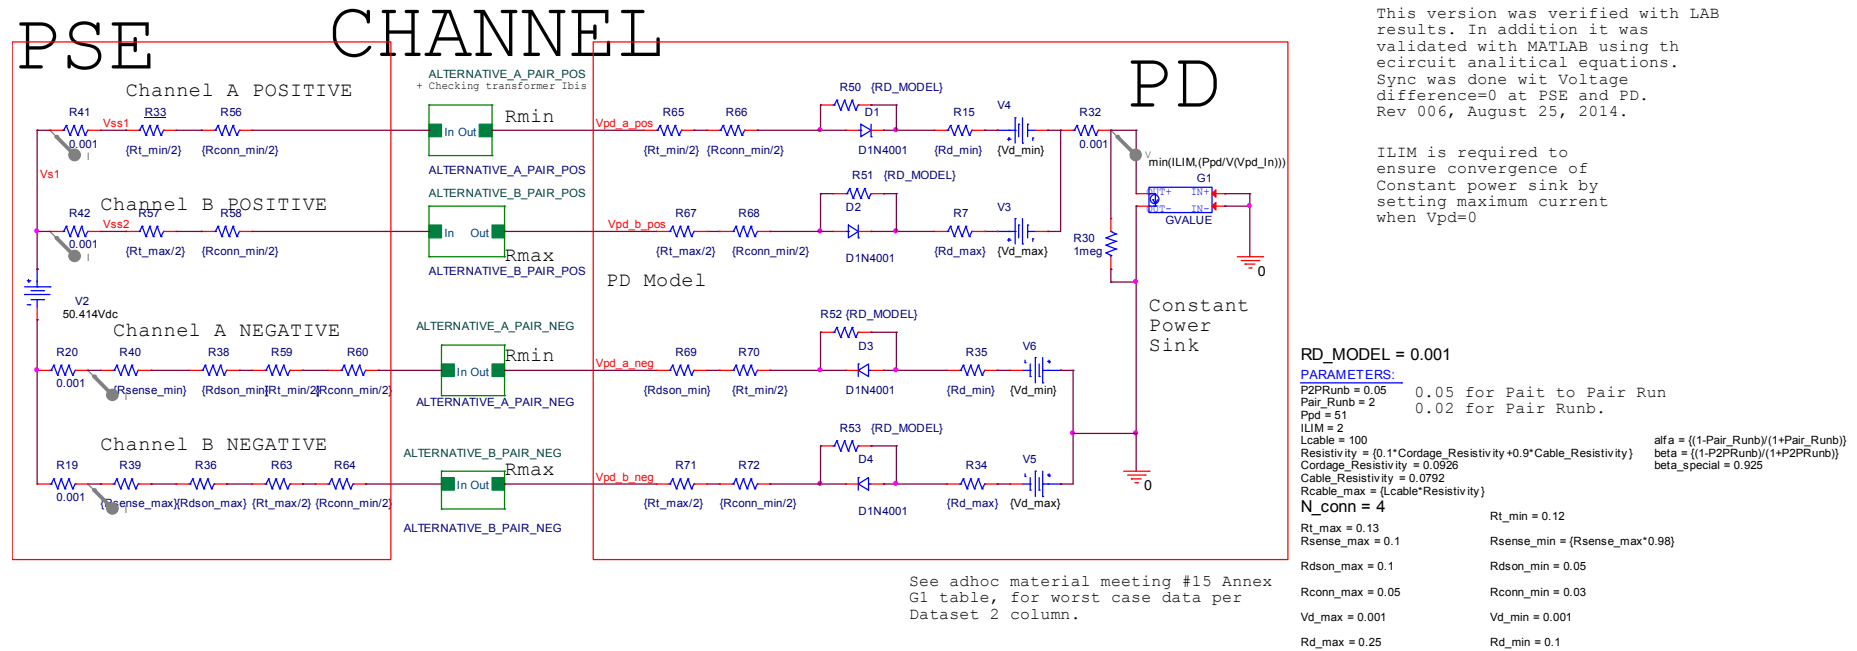 PSE
CHANNEL
PD
This version was verified with LAB
results. In addition it was
validated with MATLAB using th
ecircuit analitical equations.
Sync was done wit Voltage
difference=0 at PSE and PD.
Rev 006, August 25, 2014.
ILIM is required to
ensure convergence of
Constant power sink by
setting maximum current
when Vpd=0
Channel A POSITIVE
R41
0.001
Vss1
R33
{Rt_min/2}
R56
{Rconn_min/2}
I
Vs1
ALTERNATIVE_A_PAIR_POS
+ Checking transformer Ibis
Rmin
In Out
ALTERNATIVE_A_PAIR_POS
Vpd_a_pos
R65
{Rt_min/2}
R66
{Rconn_min/2}
R50 {RD_MODEL}
D1
D1N4001
R15
{Rd_min}
V4
{Vd_min}
R32
0.001
V
min(ILIM,(Ppd/V(Vpd_In)))
G1
OUT+ IN+
OUT- IN-
GVALUE
0
Channel B POSITIVE
R42
0.001
Vss2
R57
{Rt_max/2}
R58
{Rconn_min/2}
I
ALTERNATIVE_B_PAIR_POS
In Out
Rmax
ALTERNATIVE_B_PAIR_POS
Vpd_b_pos
R67
{Rt_max/2}
R68
{Rconn_min/2}
R51 {RD_MODEL}
D2
D1N4001
R7
{Rd_max}
V3
{Vd_max}
R30
1meg
PD Model
V2
50.414Vdc
Constant
Power
Sink
Channel A NEGATIVE
R20
0.001
R40
{Rsense_min}
R38
{Rdson_min}
R59
{Rt_min/2}
R60
{Rconn_min/2}
ALTERNATIVE_A_PAIR_NEG
Rmin
In Out
ALTERNATIVE_A_PAIR_NEG
Vpd_a_neg
R69
{Rdson_min}
R70
{Rt_min/2}
R52 {RD_MODEL}
D3
D1N4001
R35
{Rd_min}
V6
{Vd_min}
Channel B NEGATIVE
R19
0.001
R39
{Rsense_max}
R36
{Rdson_max}
R63
{Rt_max/2}
R64
{Rconn_min/2}
ALTERNATIVE_B_PAIR_NEG
Rmax
In Out
ALTERNATIVE_B_PAIR_NEG
Vpd_b_neg
R71
{Rt_max/2}
R72
{Rconn_min/2}
R53 {RD_MODEL}
D4
D1N4001
R34
{Rd_max}
V5
{Vd_max}
0
See adhoc material meeting #15 Annex
G1 table, for worst case data per
Dataset 2 column.
RD_MODEL = 0.001
PARAMETERS:
P2PRunb = 0.05
Pair_Runb = 2
Ppd = 51
ILIM = 2
Lcable = 100
Resistivity = {0.1*Cordage_Resistivity+0.9*Cable_Resistivity}
Cordage_Resistivity = 0.0926
Cable_Resistivity = 0.0792
Rcable_max = {Lcable*Resistivity}
0.05 for Pait to Pair Run
0.02 for Pair Runb.
alfa = {(1-Pair_Runb)/(1+Pair_Runb)}
beta = {(1-P2PRunb)/(1+P2PRunb)}
beta_special = 0.925
N_conn = 4
Rt_max = 0.13
Rt_min = 0.12
Rsense_max = 0.1
Rsense_min = {Rsense_max*0.98}
Rdson_max = 0.1
Rdson_min = 0.05
Rconn_max = 0.05
Rconn_min = 0.03
Vd_max = 0.001
Vd_min = 0.001
Rd_max = 0.25
Rd_min = 0.1